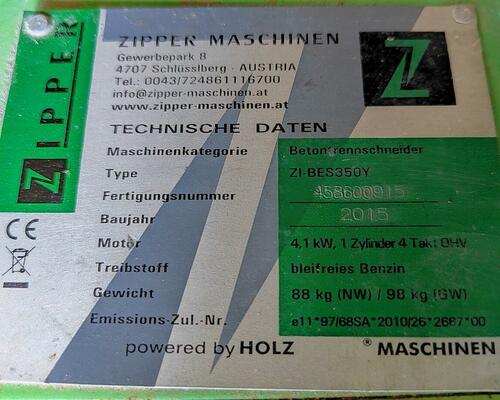 ZIPPER
Z
ZIPPER MASCHINEN
Gewerbepark 8
4707 Schlüsslberg - AUSTRIA
Tel.: 0043/724861116700
info@zipper-maschinen.at
www.zipper-maschinen.at
Z
TECHNISCHE DATEN
Maschinenkategorie Betontrennschneider
Type ZI-BES350Y
Fertigungsnummer 458600915
Baujahr 2015
Motor 4,1 kW, 1 Zylinder 4 Takt OHV
Treibstoff bleifreies Benzin
Gewicht 88 kg (NW) / 98 kg (GW)
Emissions-Zul.-Nr. e11*97/68SA*2010/26*2687*00
powered by HOLZ ® MASCHINEN
CE